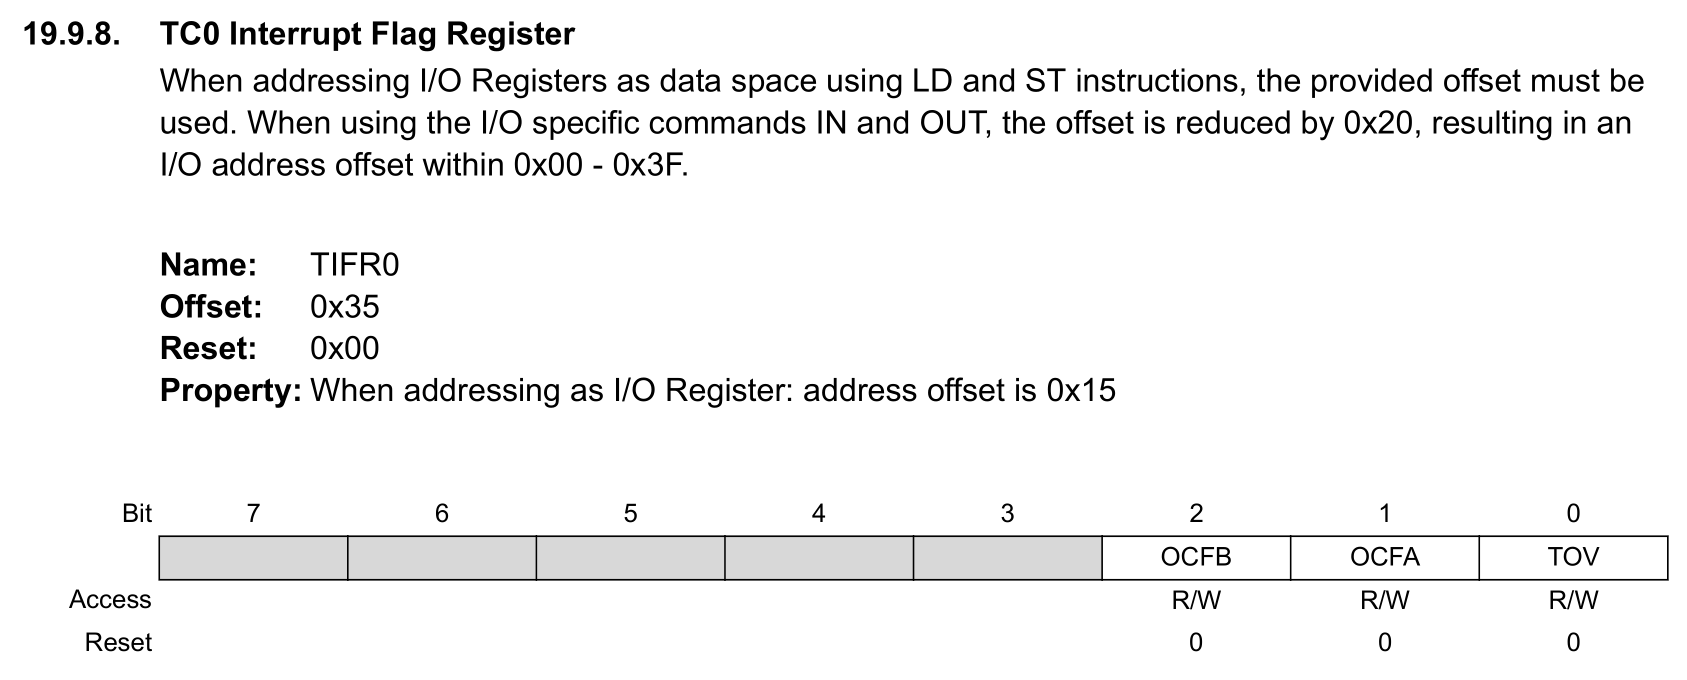 19.9.8. TC0 Interrupt Flag Register
When addressing I/O Registers as data space using LD and ST instructions, the provided offset must be
used. When using the I/O specific commands IN and OUT, the offset is reduced by 0x20, resulting in an
I/O address offset within 0x00 - 0x3F.
Name: TIFR0
Offset: 0x35
Reset: 0x00
Property: When addressing as I/O Register: address offset is 0x15
Bit 7 6 5 4 3 2 1 0
OCFB OCFA TOV
Access R/W R/W R/W
Reset 0 0 0